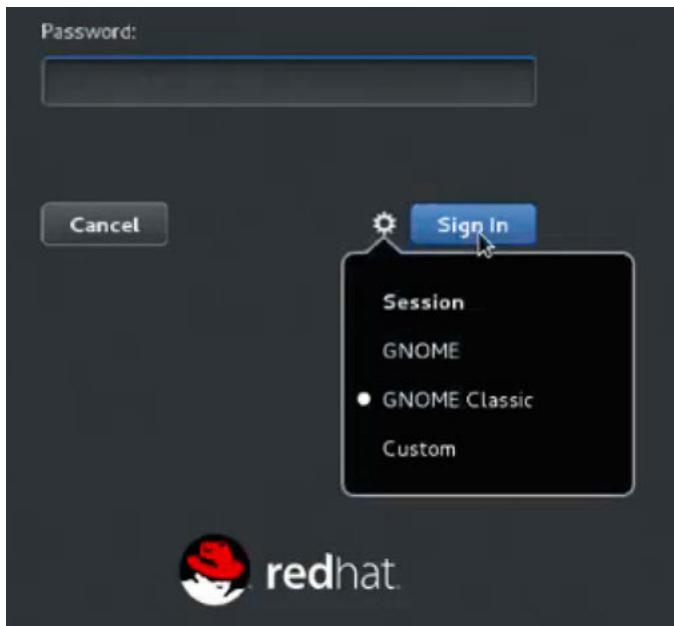 Password:
Cancel
Sign In
Session
GNOME
GNOME Classic
Custom
redhat